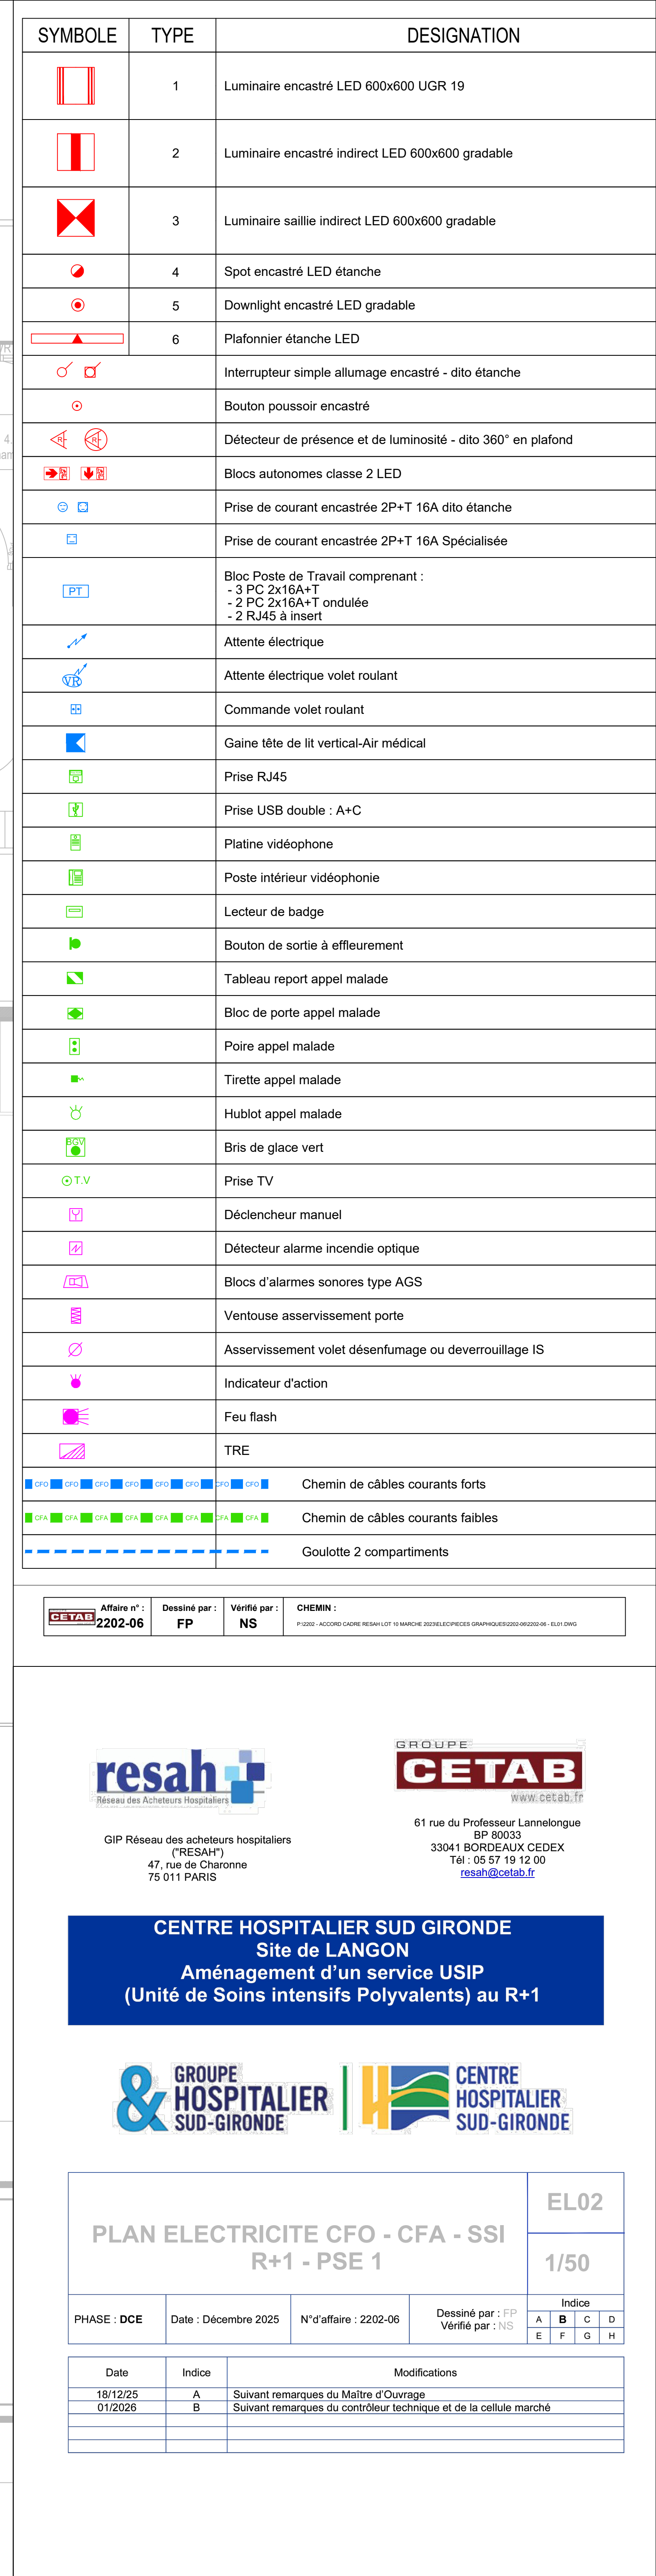 SYMBOLE TYPE DESIGNATION
1 Luminaire encastré LED 600x600 UGR 19
2 Luminaire encastré indirect LED 600x600 gradable
3 Luminaire saillie indirect LED 600x600 gradable
4 Spot encastré LED étanche
5 Downlight encastré LED gradable
6 Plafonnier étanche LED
Interrupteur simple allumage encastré - dito étanche
Bouton poussoir encastré
R R Détecteur de présence et de luminosité - dito 360° en plafond
Blocs autonomes classe 2 LED
Prise de courant encastrée 2P+T 16A dito étanche
Prise de courant encastrée 2P+T 16A Spécialisée
PT
Bloc Poste de Travail comprenant :
- 3 PC 2x16A+T
- 2 PC 2x16A+T ondulée
- 2 RJ45 à insert
Attente électrique
VR Attente électrique volet roulant
Commande volet roulant
Gaine tête de lit vertical-Air médical
Prise RJ45
Prise USB double : A+C
Platine vidéophone
Poste intérieur vidéophonie
Lecteur de badge
Bouton de sortie à effleurement
Tableau report appel malade
Bloc de porte appel malade
Poire appel malade
Tirette appel malade
Hublot appel malade
BGV Bris de glace vert
T.V Prise TV
Déclencheur manuel
Détecteur alarme incendie optique
Blocs d'alarmes sonores type AGS
Ventouse asservissement porte
Asservissement volet désenfumage ou deverrouillage IS
Indicateur d'action
Feu flash
TRE
CFO CFO CFO CFO CFO CFO CFO CFO Chemin de câbles courants forts
CFA CFA CFA CFA CFA CFA CFA CFA Chemin de câbles courants faibles
Goulotte 2 compartiments
CETAB Affaire n° : Dessiné par : Vérifié par : CHEMIN :
2202-06 FP NS P:\2202 - ACCORD CADRE RESAH LOT 10 MARCHE 2023\ELEC\PIECES GRAPHIQUES\2202-06\2202-06 - EL01.DWG
resah
Réseau des Acheteurs Hospitaliers
GIP Réseau des acheteurs hospitaliers
("RESAH")
47, rue de Charonne
75 011 PARIS
GROUPE
CETAB
www.cetab.fr
61 rue du Professeur Lannelongue
BP 80033
33041 BORDEAUX CEDEX
Tél : 05 57 19 12 00
resah@cetab.fr
CENTRE HOSPITALIER SUD GIRONDE
Site de LANGON
Aménagement d'un service USIP
(Unité de Soins intensifs Polyvalents) au R+1
& GROUPE
HOSPITALIER
SUD-GIRONDE
CENTRE
HOSPITALIER
SUD-GIRONDE
PLAN ELECTRICITE CFO - CFA - SSI
R+1 - PSE 1
EL02
1/50
PHASE : DCE
Date : Décembre 2025
N°d'affaire : 2202-06
Dessiné par : FP
Vérifié par : NS
Indice
A B C D
E F G H
Date Indice Modifications
18/12/25 A Suivant remarques du Maître d'Ouvrage
01/2026 B Suivant remarques du contrôleur technique et de la cellule marché